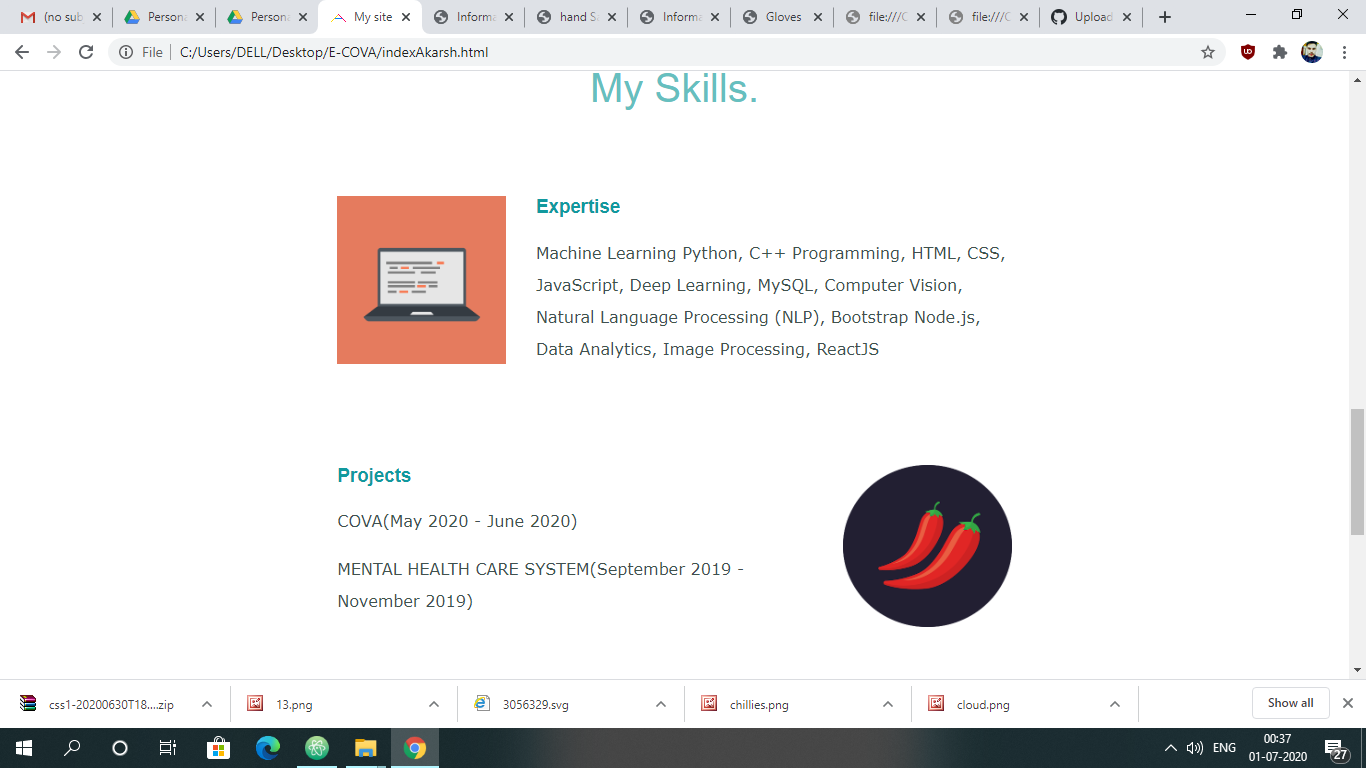 (no sub
Persona
Persona
My site
Informa
hand Sa
Informa
Gloves
file:///C
file:///C
Upload
File
C:/Users/DELL/Desktop/E-COVA/indexAkarsh.html
My Skills.
Expertise
Machine Learning Python, C++ Programming, HTML, CSS,
JavaScript, Deep Learning, MySQL, Computer Vision,
Natural Language Processing (NLP), Bootstrap Node.js,
Data Analytics, Image Processing, ReactJS
Projects
COVA(May 2020 - June 2020)
MENTAL HEALTH CARE SYSTEM(September 2019 -
November 2019)
css1-20200630T18....zip
13.png
3056329.svg
chillies.png
cloud.png
Show all
ENG
00:37
01-07-2020
27